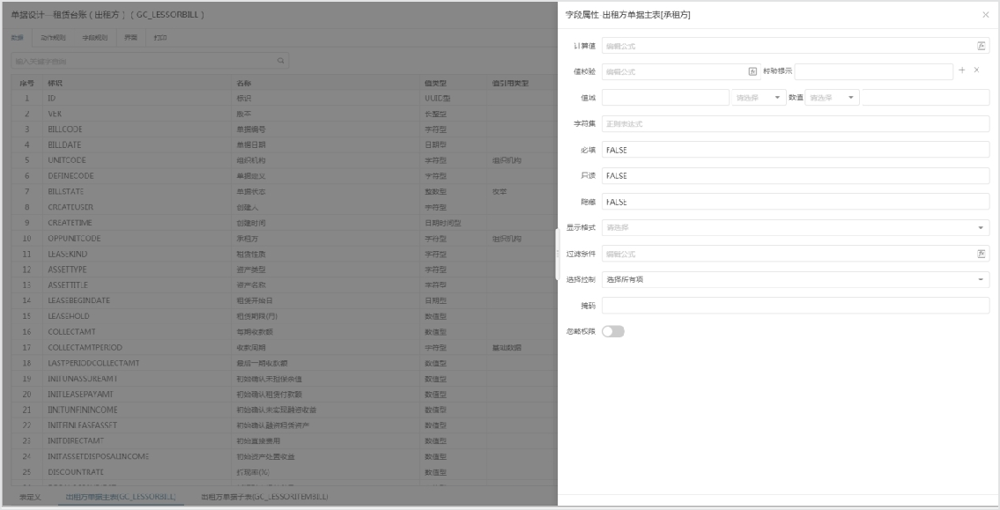 单据设计--租赁台账（出租方）（GC_LESSORBILL）
数据 动作规则 字段规则 界面 打印
输入关键字搜索
序号 标识 名称 值类型 值引用类型
1 ID 标识 UUID型
2 VER 版本 长整型
3 BILLCODE 单据编号 字符型
4 BILLDATE 单据日期 日期型
5 UNITCODE 组织机构 字符型 组织机构
6 DEFINECODE 单据定义 字符型
7 BILLSTATE 单据状态 整数型 枚举
8 CREATEUSER 创建人 字符型
9 CREATETIME 创建时间 日期时间型
10 OPPUNITCODE 承租方 字符型 组织机构
11 LEASEKIND 租赁性质 字符型
12 ASSETTYPE 资产类型 字符型
13 ASSETTITLE 资产名称 字符型
14 LEASEBEGINDATE 租赁开始日 日期型
15 LEASEHOLD 租赁期限(月) 数值型
16 COLLECTAMT 每期收款额 数值型
17 COLLECTAMTPERIOD 收款周期 字符型 基础数据
18 LASTPERIODCOLLECTAMT 最后一期收款额 数值型
19 INITUNASSUREAMT 初始确认未担保余值 数值型
20 INITLEASEPAYAMT 初始确认租赁付款额 数值型
21 IINITUNFININCOME 初始确认未实现融资收益 数值型
22 INITFINLEASEASSET 初始确认融资租赁资产 数值型
23 INITDIRECTAMT 初始直接费用 数值型
24 INITASSETDISPOSALINCOME 初始资产处置收益 数值型
25 DISCOUNTRATE 折现率(%) 数值型
表定义 出租方单据主表(GC_LESSORBILL) 出租方单据子表(GC_LESSORITEMBILL)
字段属性-出租方单据主表[承租方]
计算值 编辑公式
值校验 编辑公式 校验提示
值域 请选择 数值 请选择
字符集 正则表达式
必填 FALSE
只读 FALSE
隐藏 FALSE
显示格式 请选择
过滤条件 编辑公式
选择控制 选择所有项
掩码
忽略权限